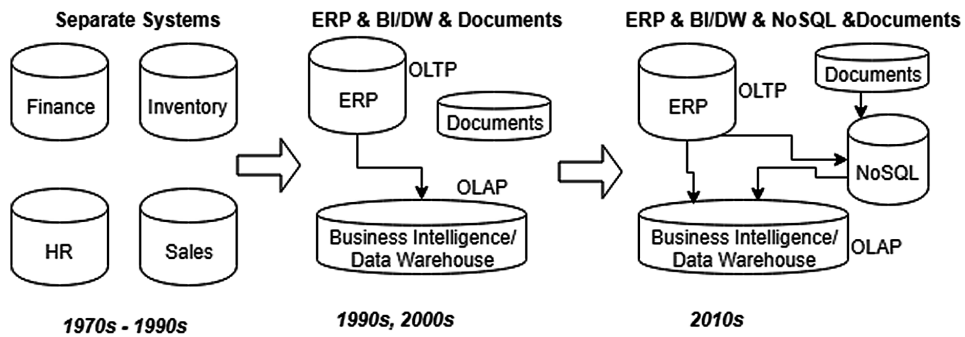 Separate Systems
Finance
Inventory
HR
Sales
1970s - 1990s
ERP & BI/DW & Documents
OLTP
ERP
Documents
OLAP
Business Intelligence/
Data Warehouse
1990s, 2000s
ERP & BI/DW & NoSQL &Documents
Documents
OLTP
ERP
NoSQL
Business Intelligence/
Data Warehouse
OLAP
2010s